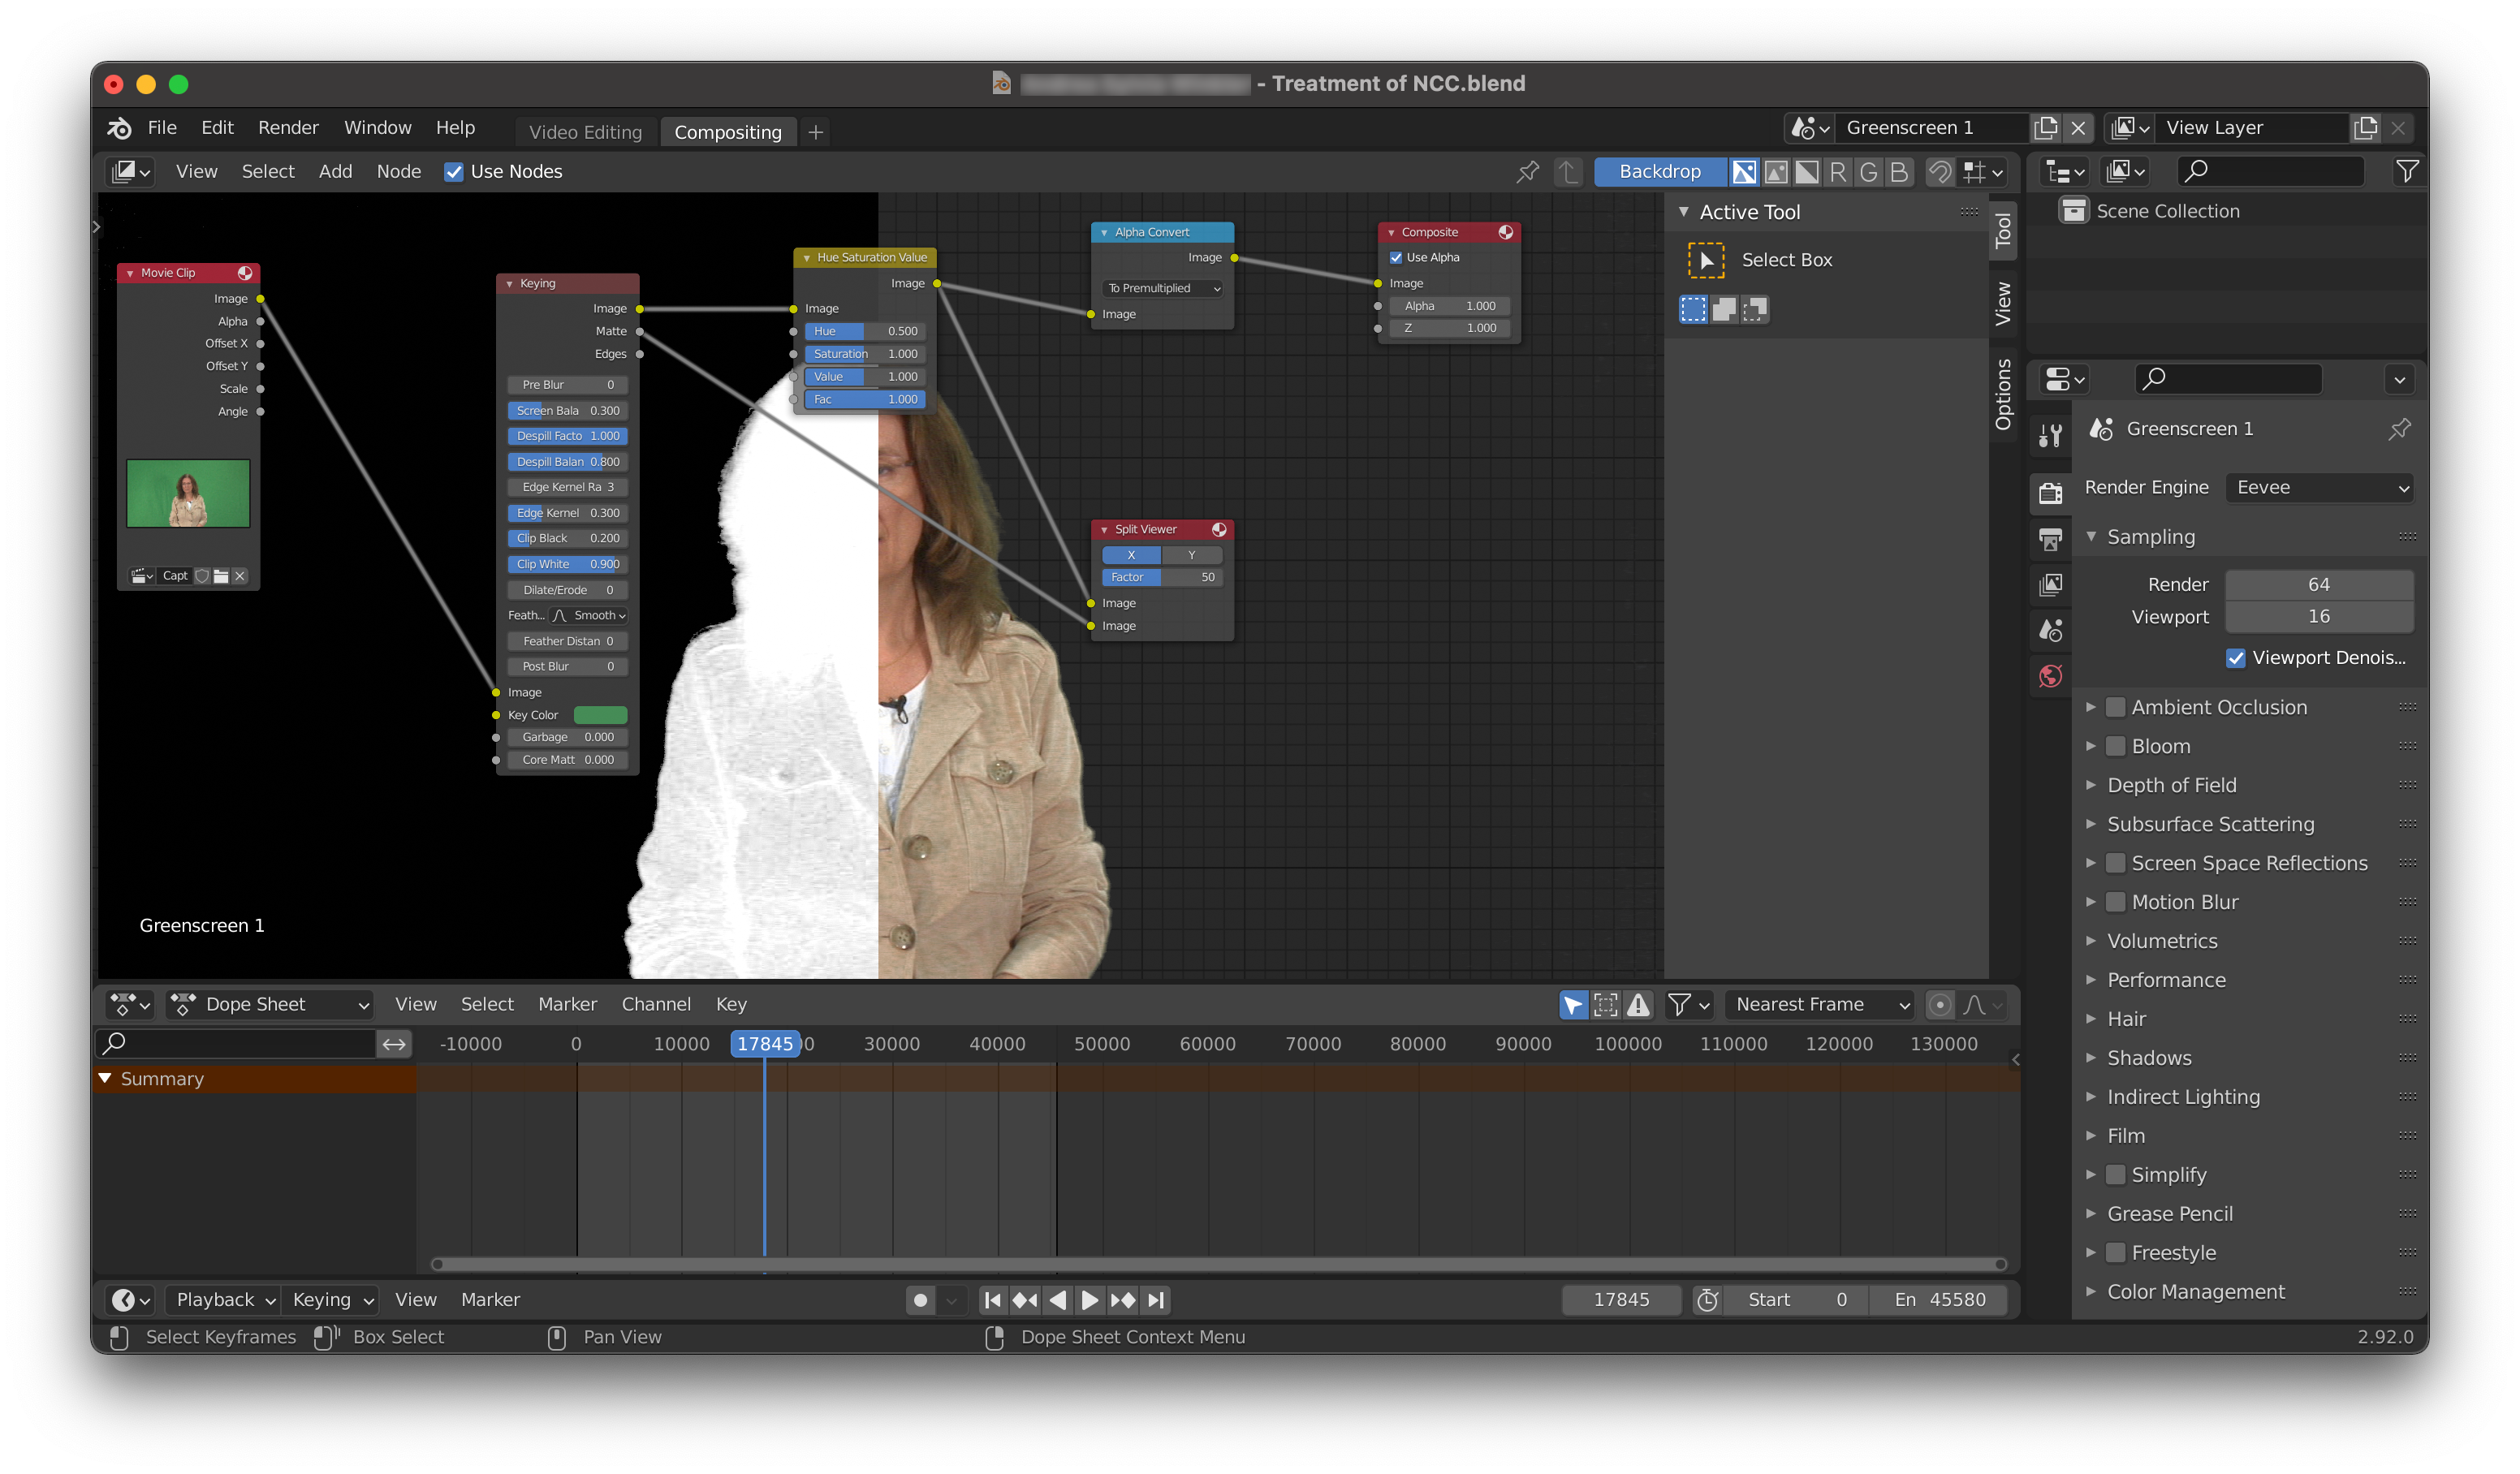 - Treatment of NCC.blend
File Edit Render Window Help Video Editing Compositing + Greenscreen 1 View Layer
View Select Add Node Use Nodes Backdrop R G B
Movie Clip
Image
Alpha
Offset X
Offset Y
Scale
Angle
Capt
Keying
Image
Matte
Edges
Pre Blur 0
Screen Bala 0.300
Despill Facto 1.000
Despill Balan 0.800
Edge Kernel Ra 3
Edge Kernel 0.300
Clip Black 0.200
Clip White 0.900
Dilate/Erode 0
Feath... Smooth
Feather Distan 0
Post Blur 0
Image
Key Color
Garbage 0.000
Core Matt 0.000
Hue Saturation Value
Image
Image
Hue 0.500
Saturation 1.000
Value 1.000
Fac 1.000
Alpha Convert
Image
To Premultiplied
Image
Composite
Use Alpha
Image
Alpha 1.000
Z 1.000
Split Viewer
X Y
Factor 50
Image
Image
Greenscreen 1
Active Tool
Select Box
Tool
View
Options
Scene Collection
Greenscreen 1
Render Engine Eevee
Sampling
Render 64
Viewport 16
Viewport Denois...
Ambient Occlusion
Bloom
Depth of Field
Subsurface Scattering
Screen Space Reflections
Motion Blur
Volumetrics
Performance
Hair
Shadows
Indirect Lighting
Film
Simplify
Grease Pencil
Freestyle
Color Management
Dope Sheet View Select Marker Channel Key Nearest Frame
-10000 0 10000 17845 30000 40000 50000 60000 70000 80000 90000 100000 110000 120000 130000
Summary
Playback Keying View Marker 17845 Start 0 En 45580
Select Keyframes Box Select Pan View Dope Sheet Context Menu 2.92.0